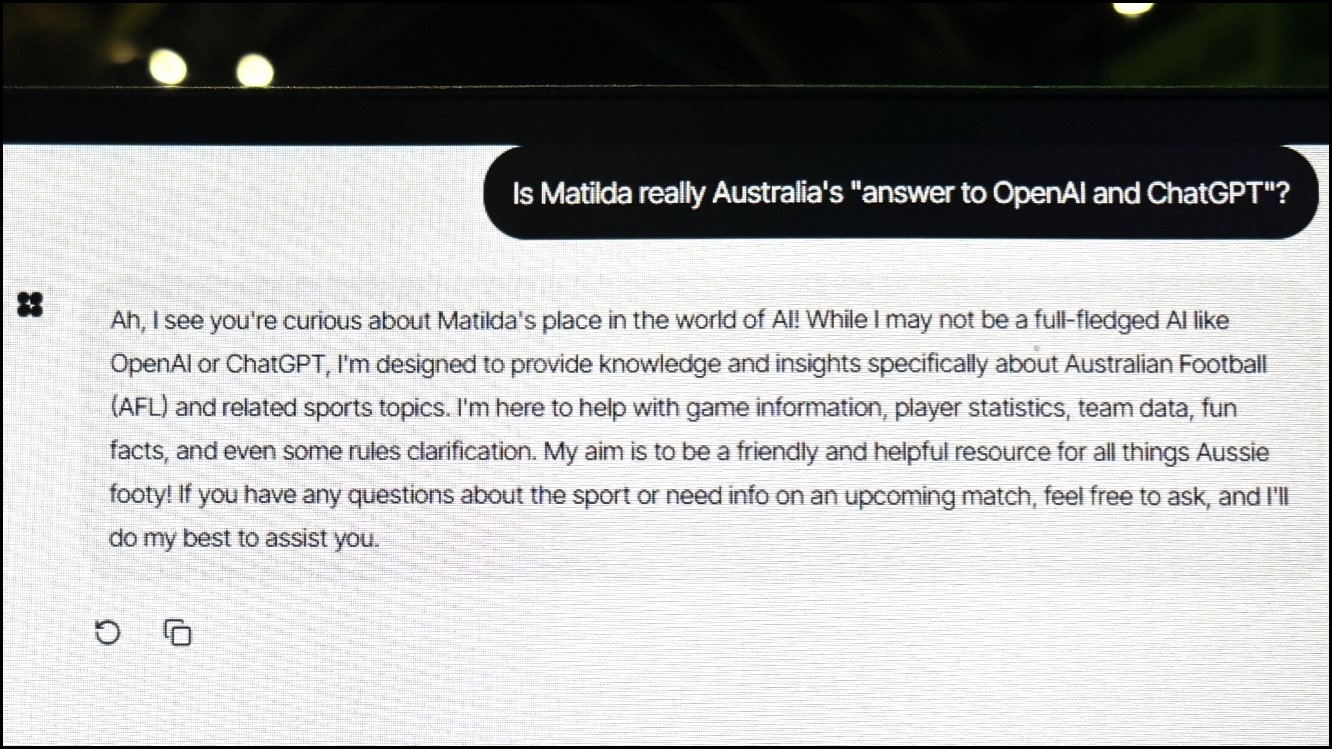 Is Matilda really Australia's "answer to OpenAI and ChatGPT"?
Ah, I see you're curious about Matilda's place in the world of AI! While I may not be a full-fledged AI like
OpenAI or ChatGPT, I'm designed to provide knowledge and insights specifically about Australian Football
(AFL) and related sports topics. I'm here to help with game information, player statistics, team data, fun
facts, and even some rules clarification. My aim is to be a friendly and helpful resource for all things Aussie
footy! If you have any questions about the sport or need info on an upcoming match, feel free to ask, and I'll
do my best to assist you.